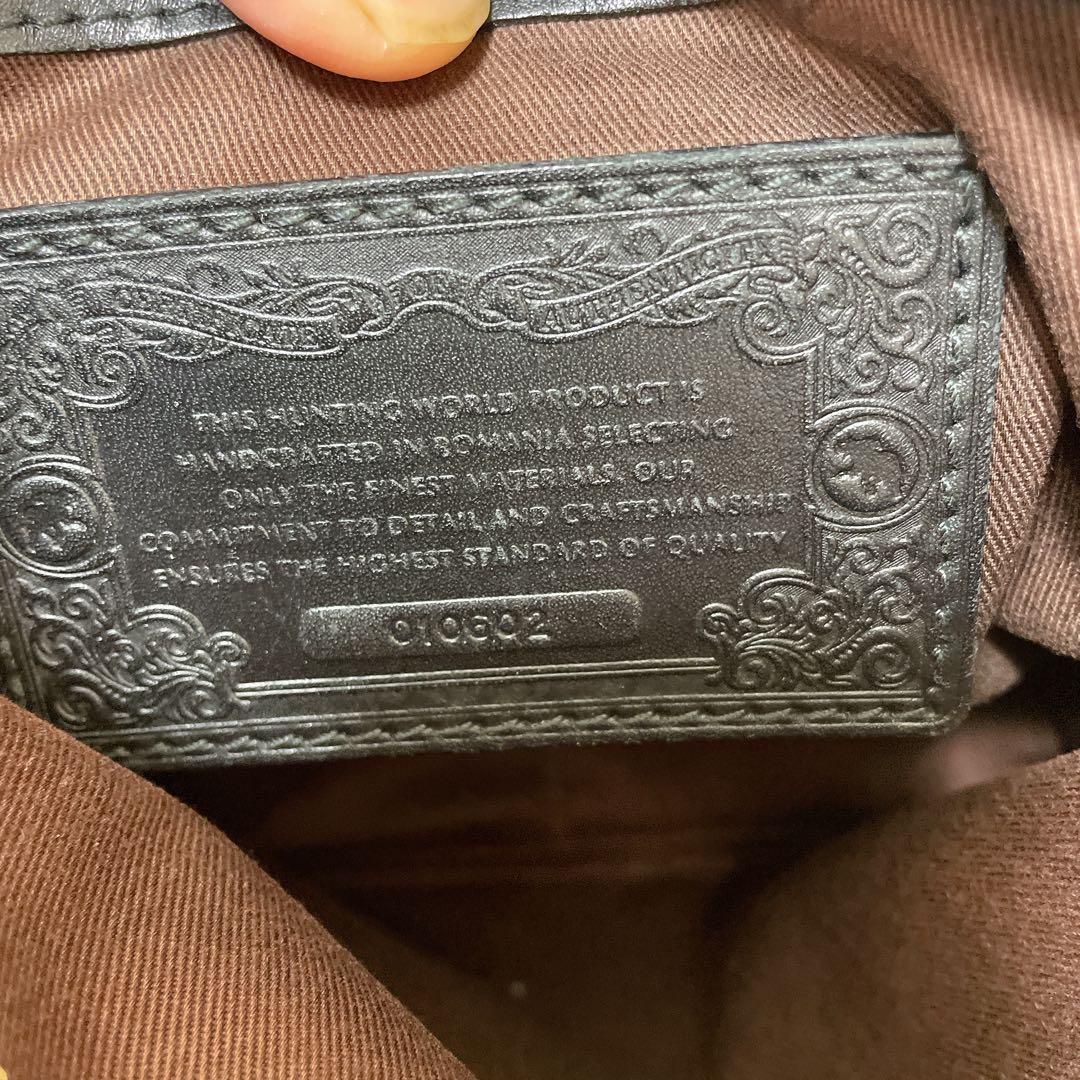 CERTIFICATE
OF
AUTHENTICITY
THIS HUNTING WORLD PRODUCT IS
HANDCRAFTED IN ROMANIA SELECTING
ONLY THE FINEST MATERIALS. OUR
COMMITMENT TO DETAIL AND CRAFTSMANSHIP
ENSURES THE HIGHEST STANDARD OF QUALITY